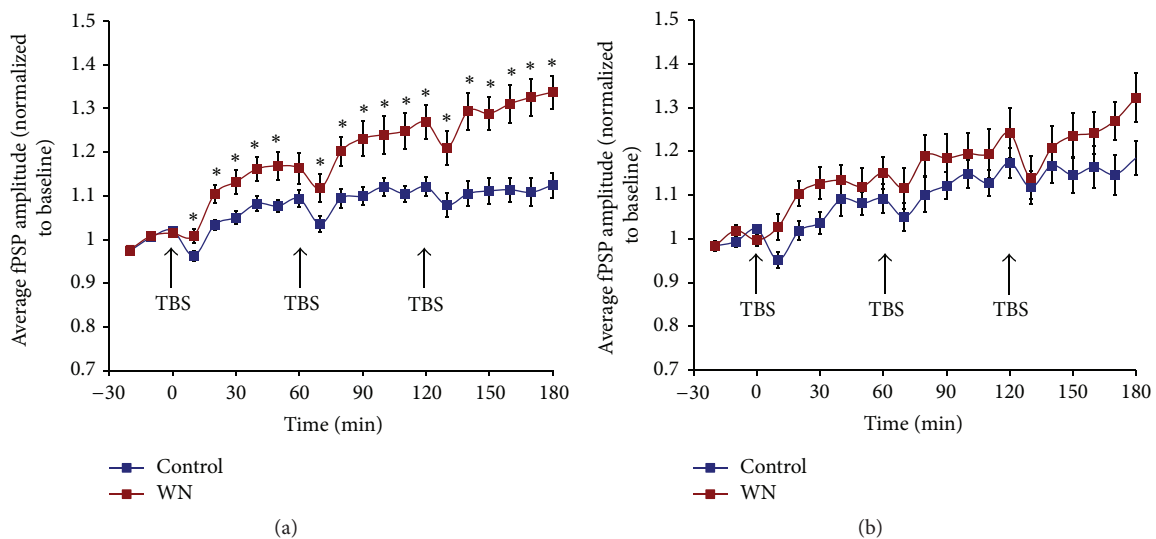 1.5
1.4
1.3
1.2
1.1
1
0.9
0.8
0.7
Average fPSP amplitude (normalized
to baseline)
* * * * * * * * * * * * * * * * *
TBS TBS TBS
−30 0 30 60 90 120 150 180
Time (min)
Control
WN
(a)
1.5
1.4
1.3
1.2
1.1
1
0.9
0.8
0.7
Average fPSP amplitude (normalized
to baseline)
TBS TBS TBS
−30 0 30 60 90 120 150 180
Time (min)
Control
WN
(b)